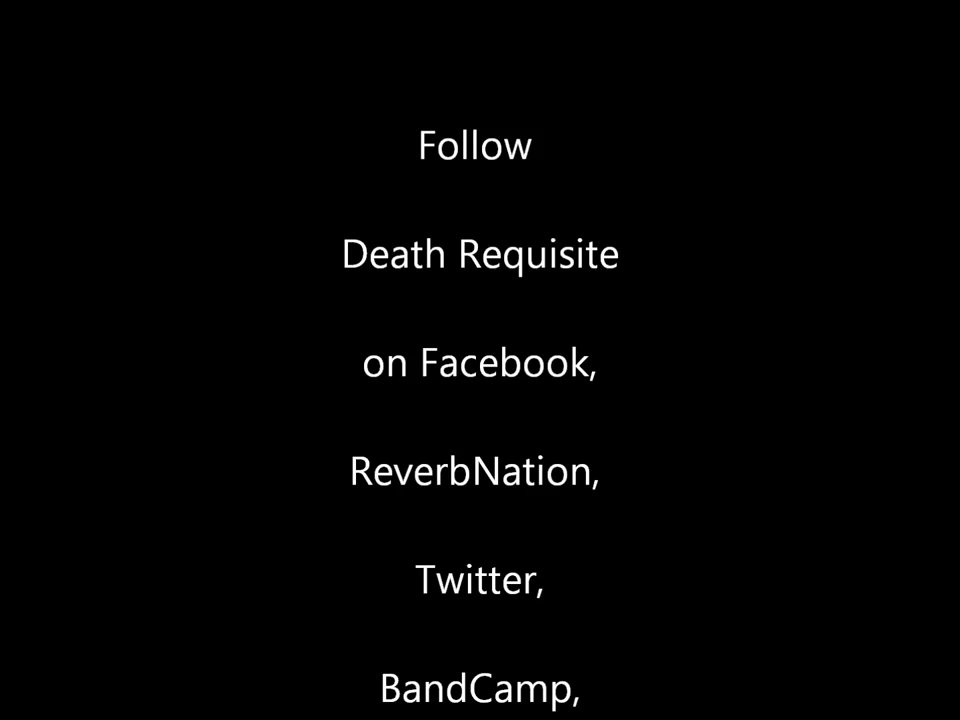 Follow
Death Requisite
on Facebook,
ReverbNation,
Twitter,
BandCamp,